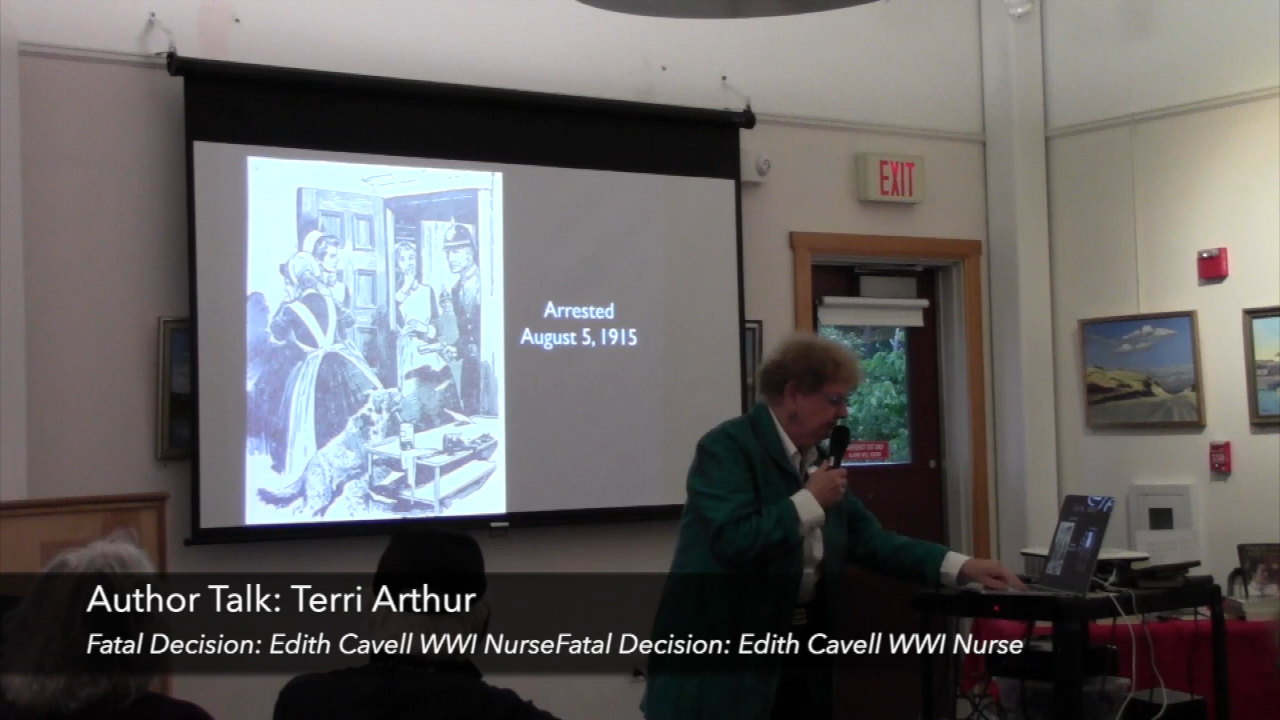 EXIT
Arrested
August 5, 1915
Author Talk: Terri Arthur
Fatal Decision: Edith Cavell WWI NurseFatal Decision: Edith Cavell WWI Nurse